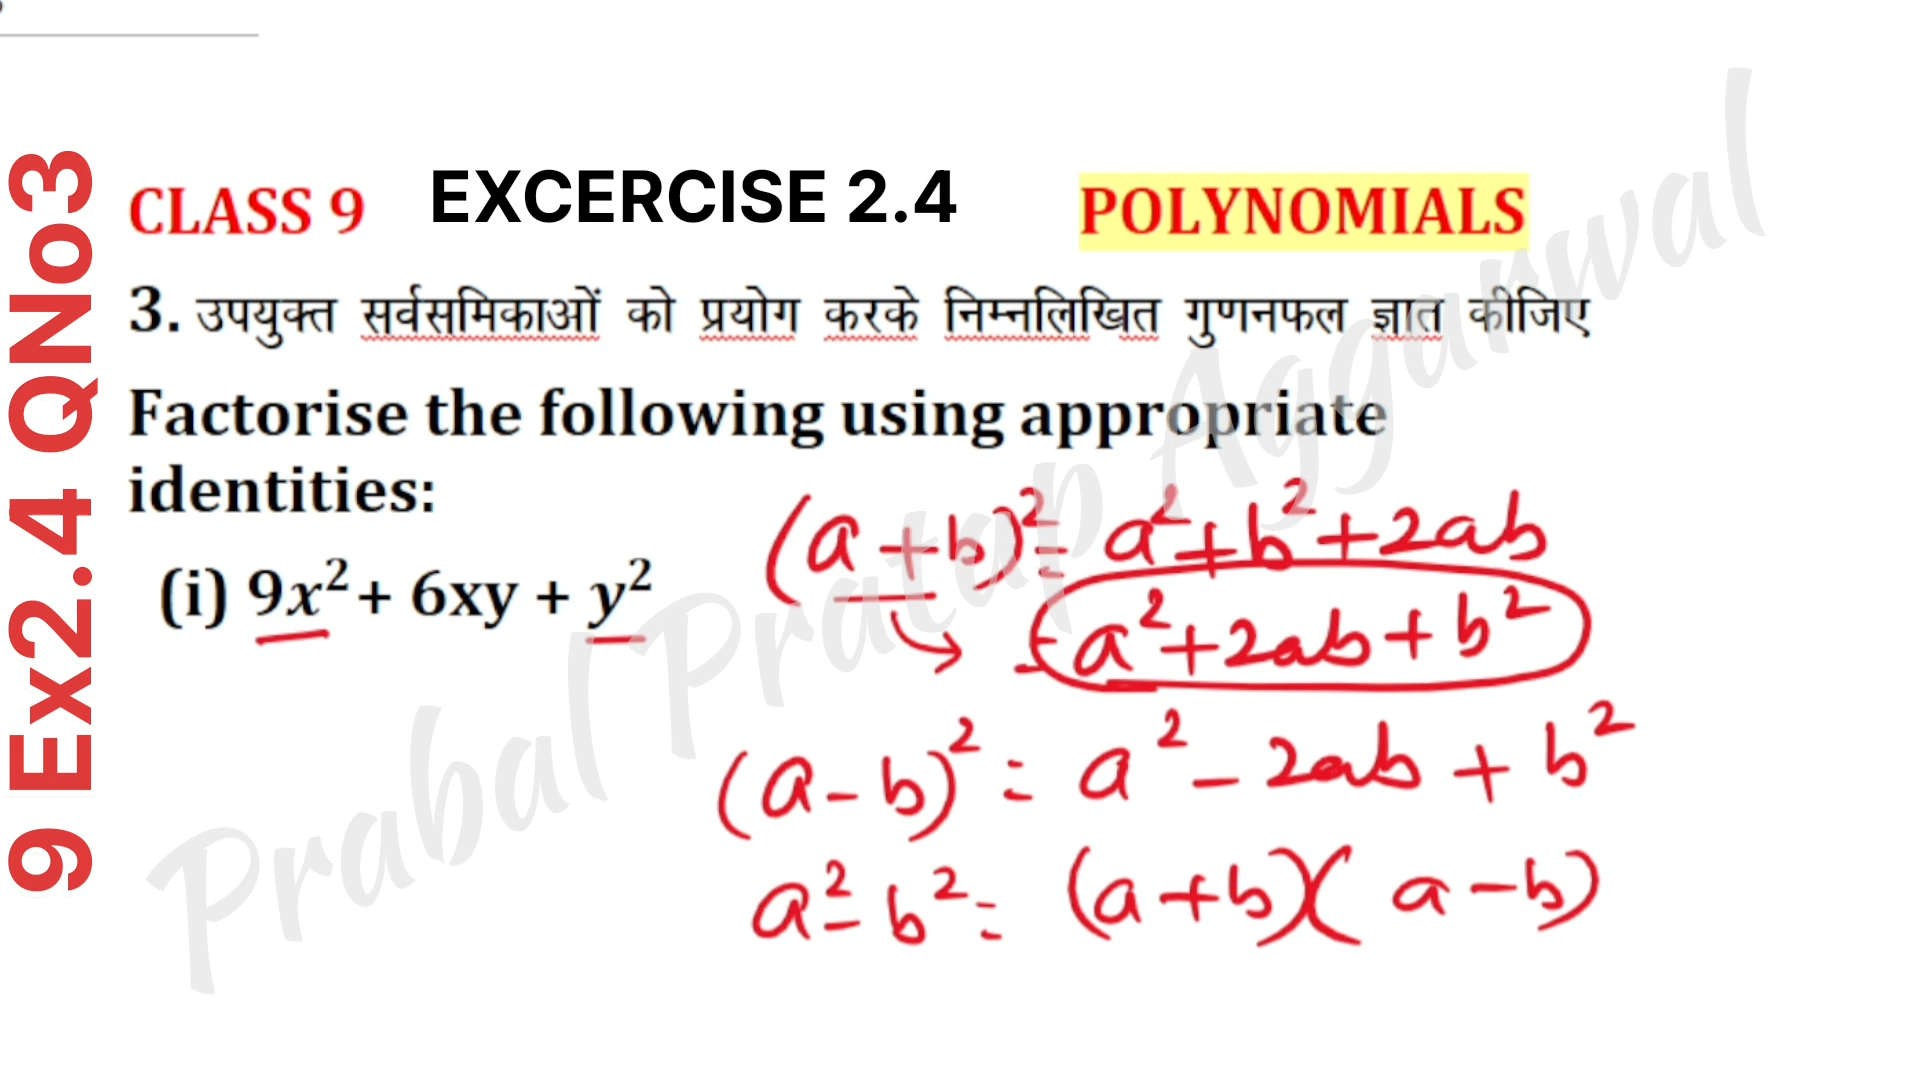 9 Ex2.4 QNo3
CLASS 9 EXCERCISE 2.4 POLYNOMIALS
3. उपयुक्त सर्वसमिकाओं को प्रयोग करके निम्नलिखित गुणनफल ज्ञात कीजिए
Factorise the following using appropriate
identities:
(a+b)² = a²+b²+2ab
(i) 9x²+ 6xy + y²
= a²+2ab+b²
(a-b)² = a² - 2ab + b²
a² - b² = (a+b)(a-b)
Prabal Pratap Aggarwal